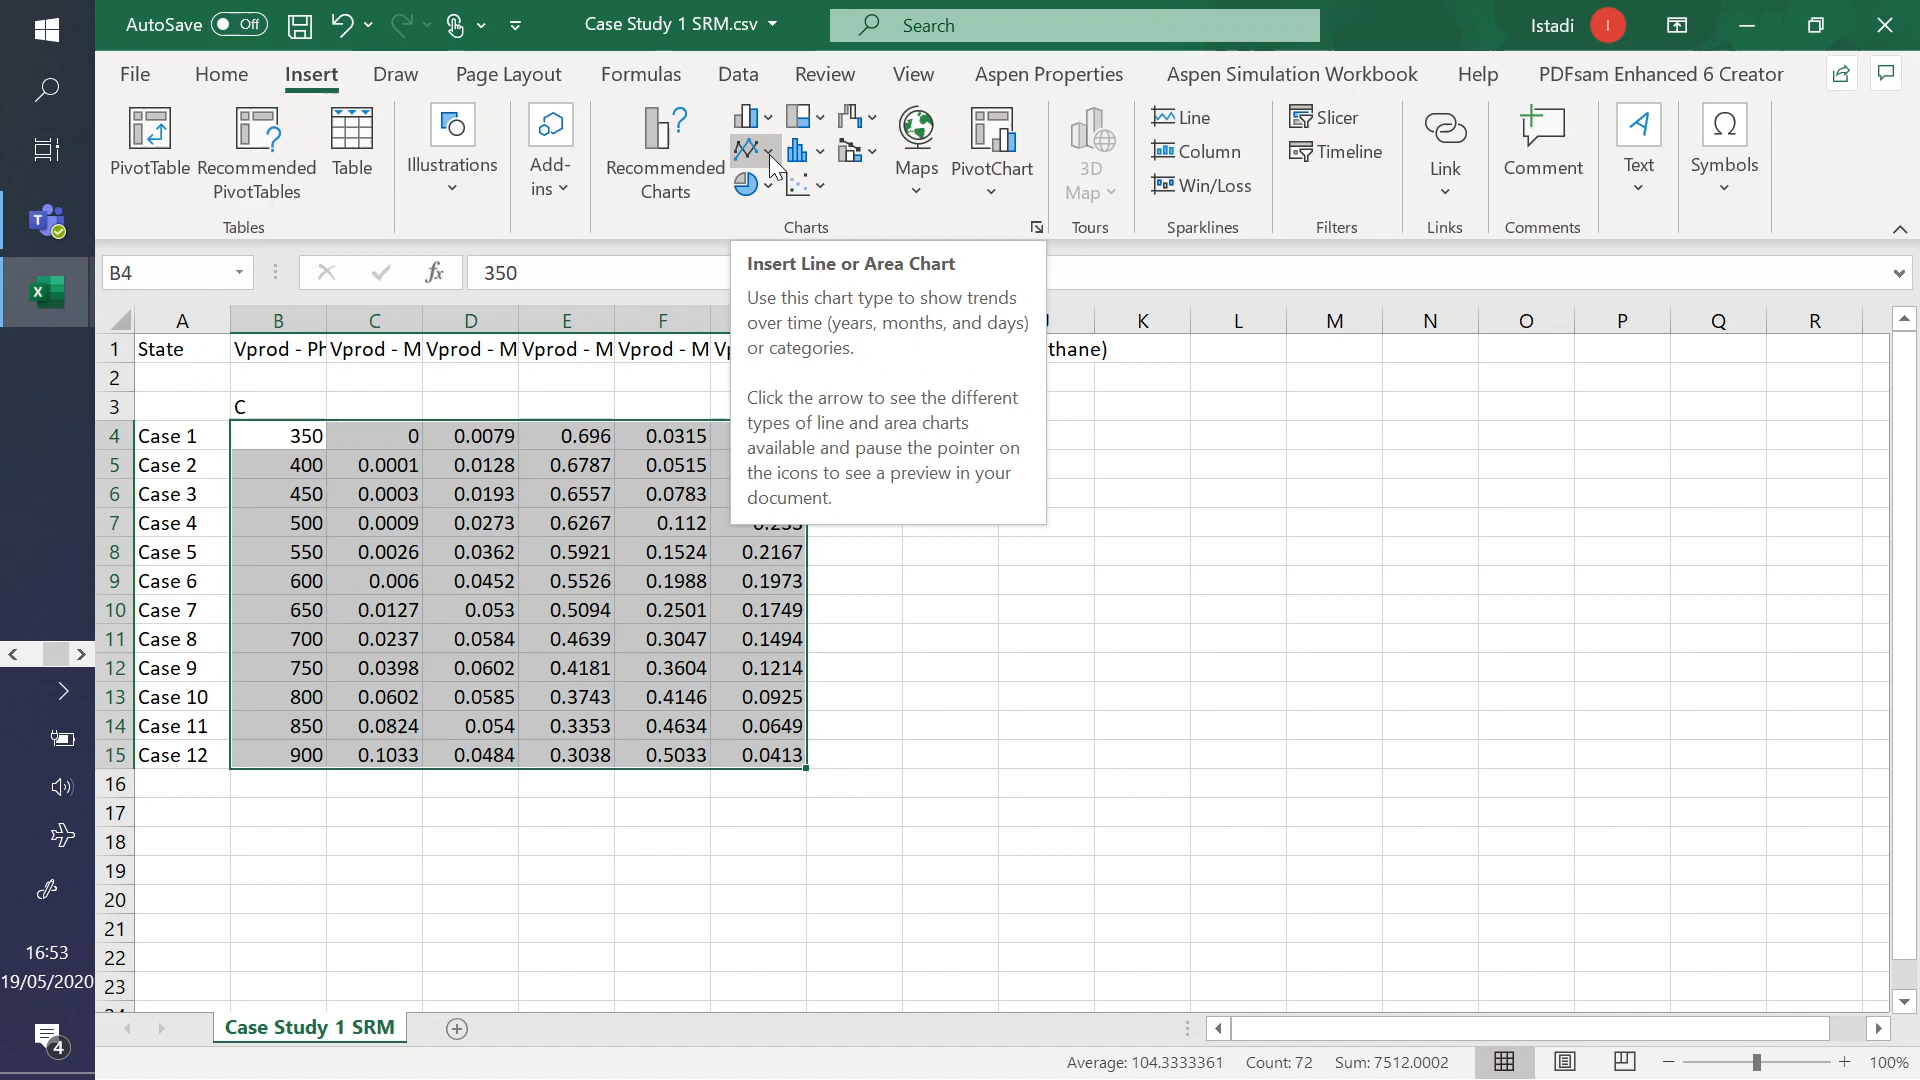 AutoSave Off Case Study 1 SRM.csv Search Istadi I
File Home Insert Draw Page Layout Formulas Data Review View Aspen Properties Aspen Simulation Workbook Help PDFsam Enhanced 6 Creator
PivotTable Recommended PivotTables Table
Tables
Illustrations
Add-ins
Recommended Charts
Maps
PivotChart
Charts
3D Map
Tours
Line
Column
Win/Loss
Sparklines
Slicer
Timeline
Filters
Link
Links
Comment
Comments
Text
Symbols
B4 fx 350
Insert Line or Area Chart
Use this chart type to show trends
over time (years, months, and days)
or categories.
Click the arrow to see the different
types of line and area charts
available and pause the pointer on
the icons to see a preview in your
document.
A B C D E F K L M N O P Q R
1 State Vprod - Ph Vprod - M Vprod - M Vprod - M Vprod - M thane)
2
3 C
4 Case 1 350 0 0.0079 0.696 0.0315
5 Case 2 400 0.0001 0.0128 0.6787 0.0515
6 Case 3 450 0.0003 0.0193 0.6557 0.0783
7 Case 4 500 0.0009 0.0273 0.6267 0.112
8 Case 5 550 0.0026 0.0362 0.5921 0.1524 0.2167
9 Case 6 600 0.006 0.0452 0.5526 0.1988 0.1973
10 Case 7 650 0.0127 0.053 0.5094 0.2501 0.1749
11 Case 8 700 0.0237 0.0584 0.4639 0.3047 0.1494
12 Case 9 750 0.0398 0.0602 0.4181 0.3604 0.1214
13 Case 10 800 0.0602 0.0585 0.3743 0.4146 0.0925
14 Case 11 850 0.0824 0.054 0.3353 0.4634 0.0649
15 Case 12 900 0.1033 0.0484 0.3038 0.5033 0.0413
16
17
18
19
20
21
22
23
16:53
19/05/2020
4
Case Study 1 SRM
Average: 104.3333361 Count: 72 Sum: 7512.0002 100%